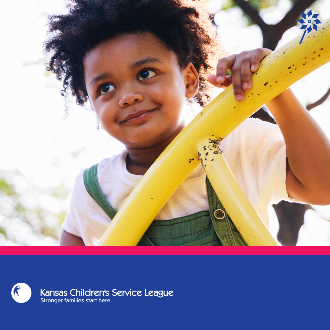 Kansas Children's Service League
Stronger families start here